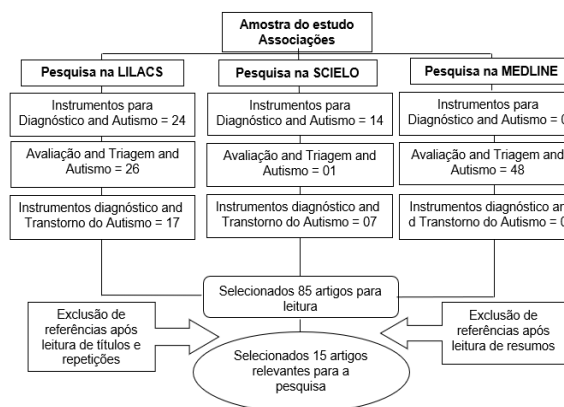 Amostra do estudo
Associações
Pesquisa na LILACS
Pesquisa na SCIELO
Pesquisa na MEDLINE
Instrumentos para
Diagnóstico and Autismo = 24
Instrumentos para
Diagnóstico and Autismo = 14
Instrumentos para
Diagnóstico and Autismo = 0
Avaliação and Triagem and
Autismo = 26
Avaliação and Triagem and
Autismo = 01
Avaliação and Triagem and
Autismo = 48
Instrumentos diagnóstico and
Transtorno do Autismo = 17
Instrumentos diagnóstico and
Transtorno do Autismo = 07
Instrumentos diagnóstico an
d Transtorno do Autismo = 0
Selecionados 85 artigos para
leitura
Exclusão de
referências após
leitura de títulos e
repetições
Exclusão de
referências após
leitura de resumos
Selecionados 15 artigos
relevantes para a
pesquisa